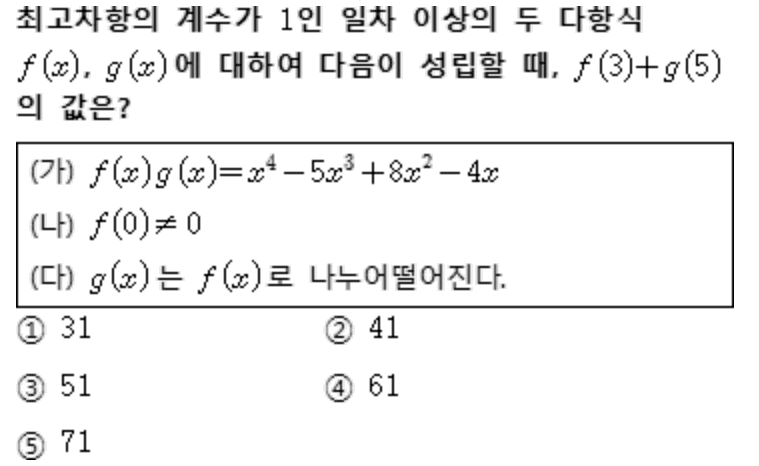 최고차항의 계수가 1인 일차 이상의 두 다항식
f(x), g(x)에 대하여 다음이 성립할 때, f(3)+g(5)
의 값은?
(가) f(x)g(x)=x⁴-5x³+8x²-4x
(나) f(0)≠0
(다) g(x)는 f(x)로 나누어떨어진다.
① 31 ② 41
③ 51 ④ 61
⑤ 71